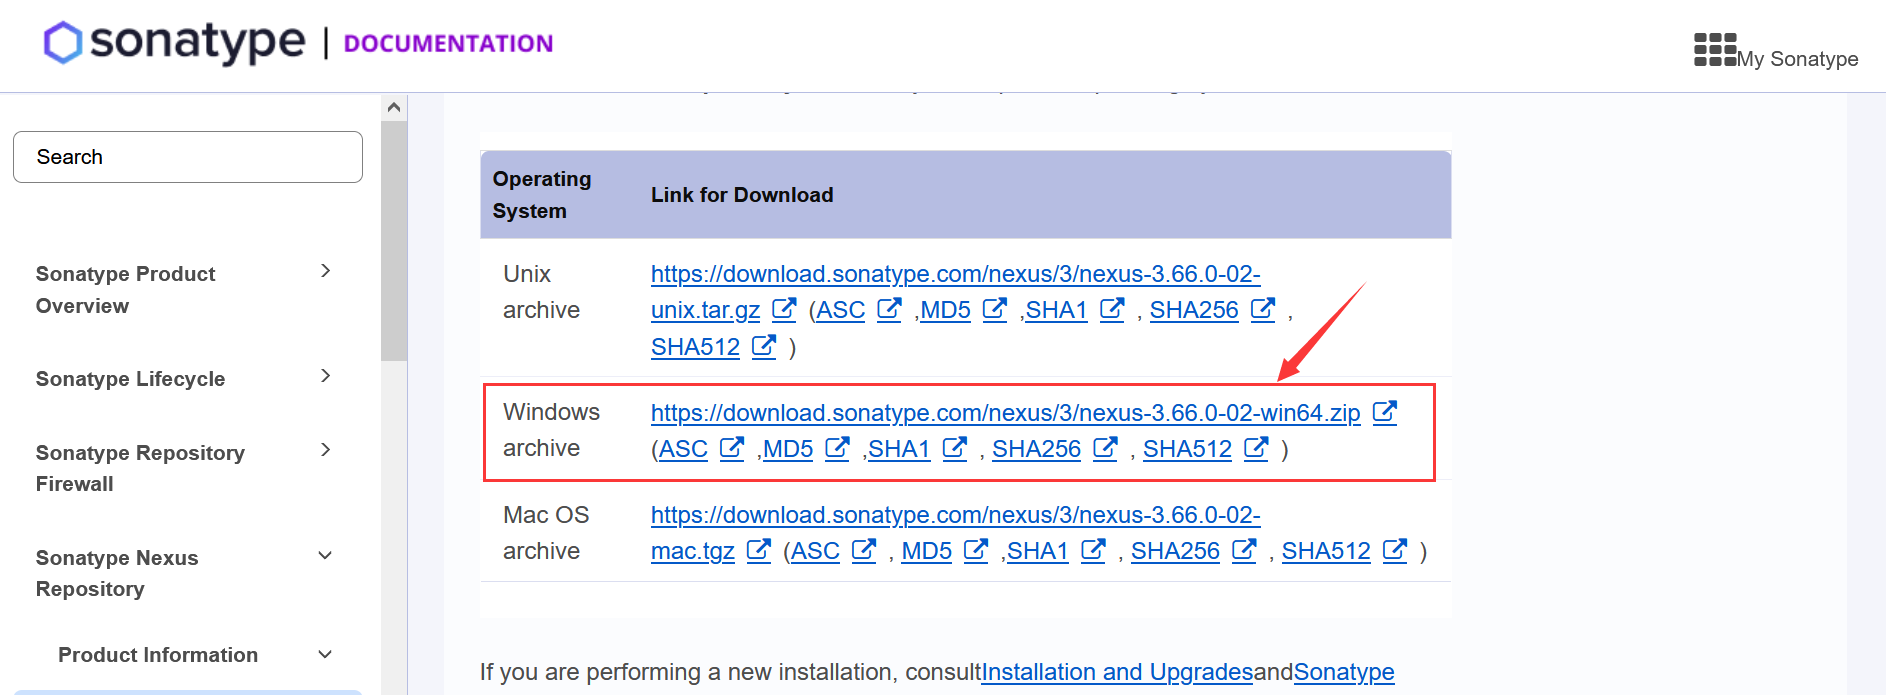 sonatype | DOCUMENTATION
My Sonatype
Search
Sonatype Product
Overview
Sonatype Lifecycle
Sonatype Repository
Firewall
Sonatype Nexus
Repository
Product Information
Operating
System
Link for Download
Unix
archive
https://download.sonatype.com/nexus/3/nexus-3.66.0-02-
unix.tar.gz (ASC ,MD5 ,SHA1 , SHA256 ,
SHA512 )
Windows
archive
https://download.sonatype.com/nexus/3/nexus-3.66.0-02-win64.zip
(ASC ,MD5 ,SHA1 , SHA256 , SHA512 )
Mac OS
archive
https://download.sonatype.com/nexus/3/nexus-3.66.0-02-
mac.tgz (ASC , MD5 ,SHA1 , SHA256 , SHA512 )
If you are performing a new installation, consultInstallation and UpgradesandSonatype